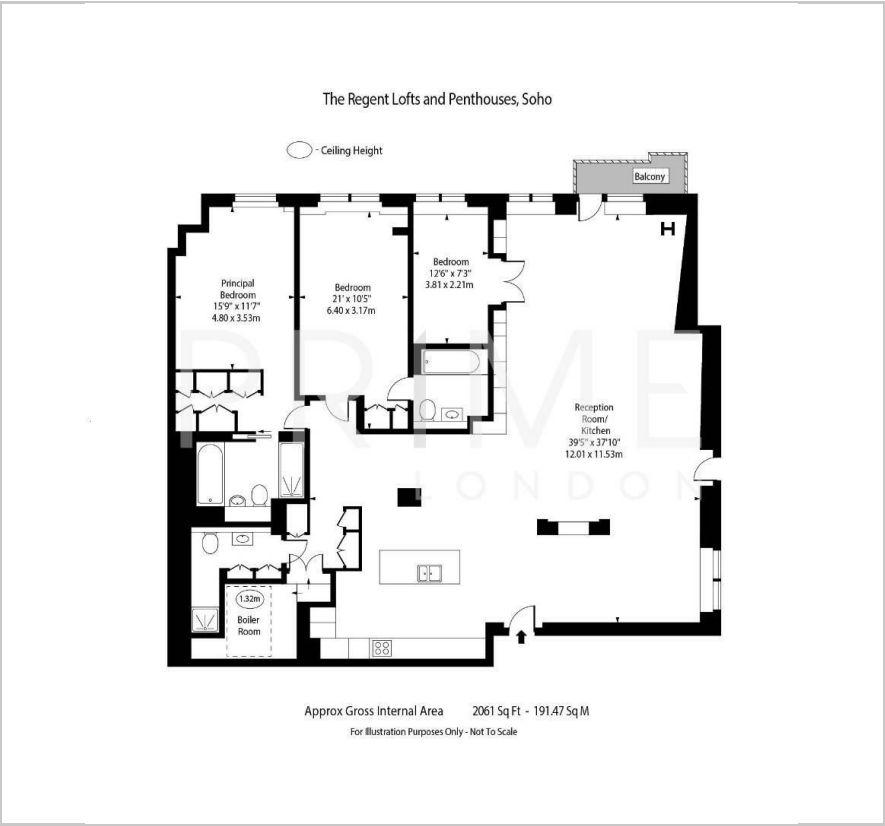 The Regent Lofts and Penthouses, Soho
- Ceiling Height
Balcony
H
Principal
Bedroom
15'9" x 11'7"
4.80 x 3.53m
Bedroom
21' x 10'5"
6.40 x 3.17m
Bedroom
12'6" x 7'3"
3.81 x 2.21m
PRIME
LONDON
Reception
Room/
Kitchen
39'5" x 37'10"
12.01 x 11.53m
1.32m
Boiler
Room
Approx Gross Internal Area 2061 Sq Ft - 191.47 Sq M
For Illustration Purposes Only - Not To Scale